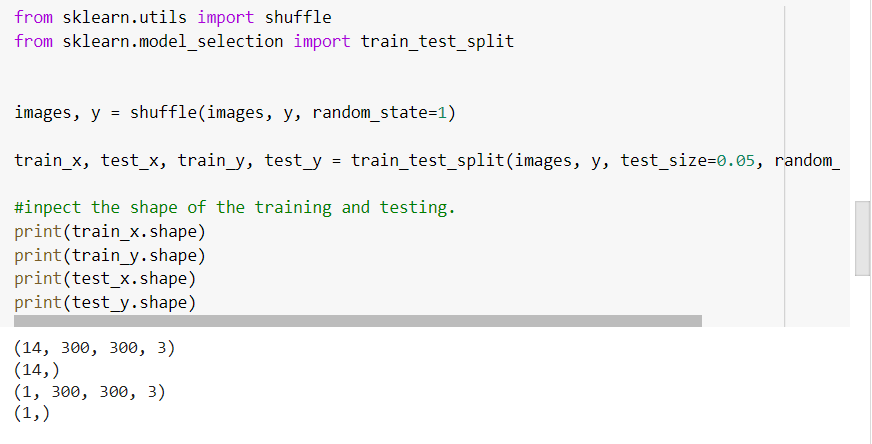 from sklearn.utils import shuffle
from sklearn.model_selection import train_test_split
images, y = shuffle(images, y, random_state=1)
train_x, test_x, train_y, test_y = train_test_split(images, y, test_size=0.05, random_
#inpect the shape of the training and testing.
print(train_x.shape)
print(train_y.shape)
print(test_x.shape)
print(test_y.shape)
(14, 300, 300, 3)
(14,)
(1, 300, 300, 3)
(1,)